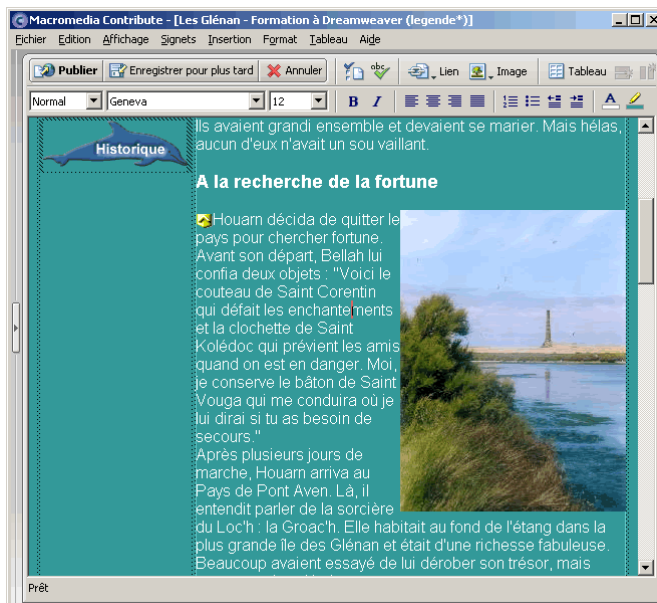 Macromedia Contribute - [Les Glénan - Formation à Dreamweaver (legende*)]
Fichier Edition Affichage Signets Insertion Format Tableau Aide
Publier Enregistrer pour plus tard Annuler abc Lien Image Tableau
Normal Geneva 12 B I A
Historique
Ils avaient grandi ensemble et devaient se marier. Mais hélas,
aucun d'eux n'avait un sou vaillant.
A la recherche de la fortune
Houarn décida de quitter le
pays pour chercher fortune.
Avant son départ, Bellah lui
confia deux objets : "Voici le
couteau de Saint Corentin
qui défait les enchantements
et la clochette de Saint
Kolédoc qui prévient les amis
quand on est en danger. Moi,
je conserve le bâton de Saint
Vouga qui me conduira où je
lui dirai si tu as besoin de
secours."
Après plusieurs jours de
marche, Houarn arriva au
Pays de Pont Aven. Là, il
entendit parler de la sorcière
du Loc'h : la Groac'h. Elle habitait au fond de l'étang dans la
plus grande île des Glénan et était d'une richesse fabuleuse.
Beaucoup avaient essayé de lui dérober son trésor, mais
Prêt